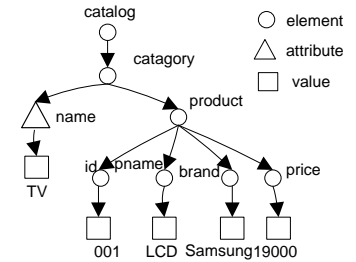 catalog
element
attribute
value
catagory
name
product
TV
id
pname
brand
price
001
LCD
Samsung
19000